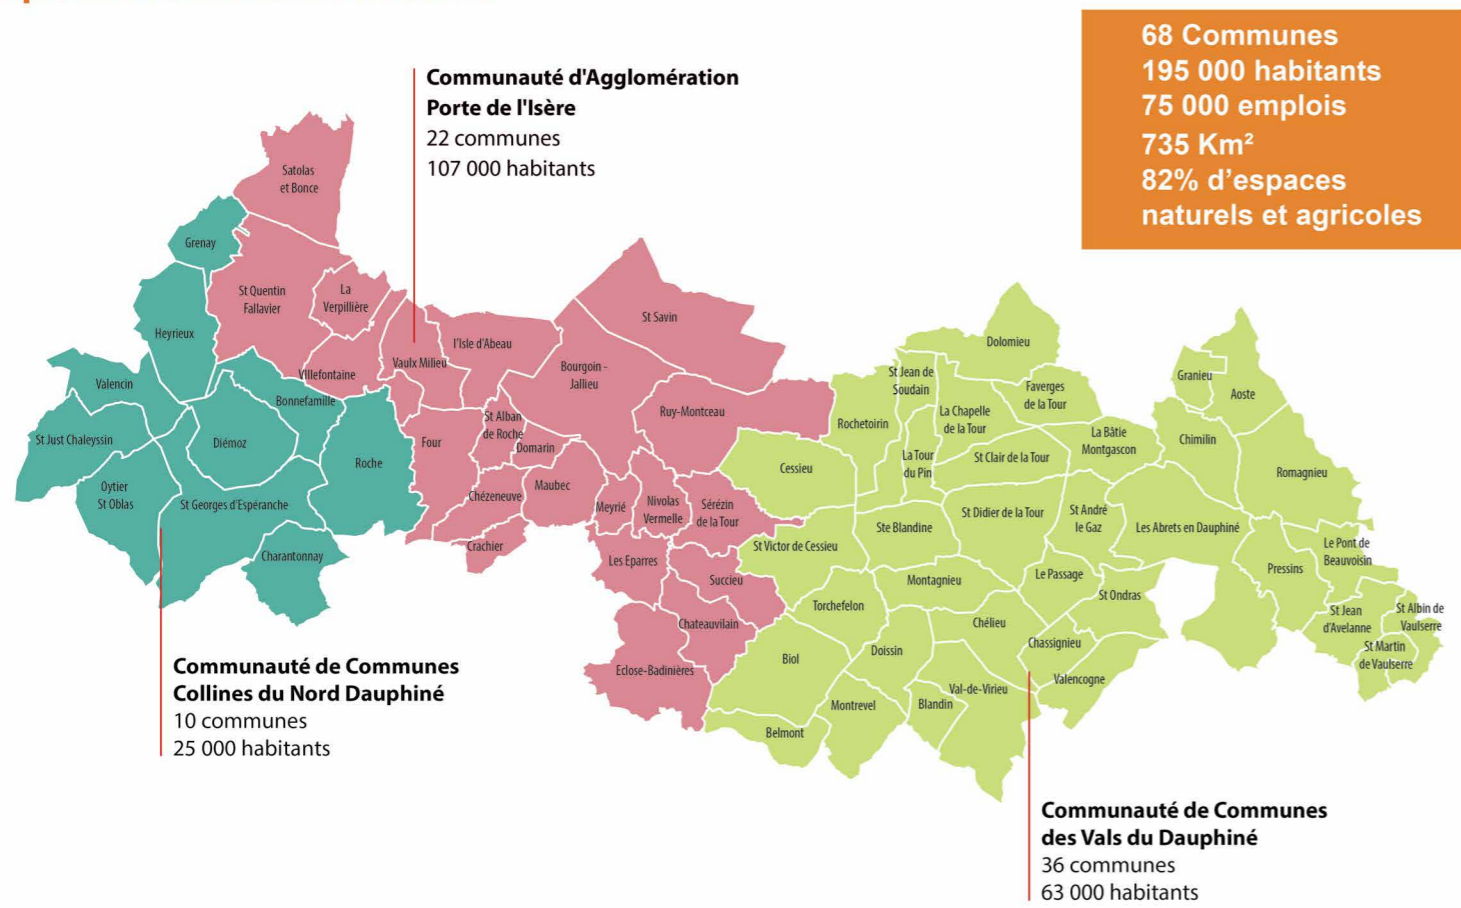 68 Communes
195 000 habitants
75 000 emplois
735 Km²
82% d’espaces
naturels et agricoles
Communauté d'Agglomération
Porte de l'Isère
22 communes
107 000 habitants
Satolas
et Bonce
Grenay
St Quentin
Fallavier
La
Verpillière
Heyrieux
Villefontaine
Vaulx Milieu
l'Isle d'Abeau
St Savin
Bourgoin -
Jallieu
Valencin
Bonnefamille
St Just Chaleyssin
Diémoz
Roche
Four
St Alban
de Roche
Domarin
Ruy-Montceau
Oytier
St Oblas
St Georges d'Espéranche
Charantonnay
Chézeneuve
Maubec
Crachier
Meyrié
Nivolas
Vermelle
Sérézin
de la Tour
Les Eparres
Succieu
Chateauvilain
Eclose-Badinières
Dolomieu
St Jean de
Soudain
Rochetoirin
La Chapelle
de la Tour
Faverges
de la Tour
Granieu
Aoste
Chimilin
La Bâtie
Montgascon
Romagnieu
Cessieu
La Tour
du Pin
St Clair de la Tour
Ste Blandine
St Didier de la Tour
St André
le Gaz
Les Abrets en Dauphiné
St Victor de Cessieu
Le Pont de
Beauvoisin
Pressins
Montagnieu
Le Passage
St Ondras
Torchefelon
Chélieu
St Jean
d'Avelanne
St Albin de
Vaulserre
St Martin
de Vaulserre
Biol
Doissin
Chassignieu
Valencogne
Val-de-Virieu
Blandin
Montrevel
Belmont
Communauté de Communes
Collines du Nord Dauphiné
10 communes
25 000 habitants
Communauté de Communes
des Vals du Dauphiné
36 communes
63 000 habitants